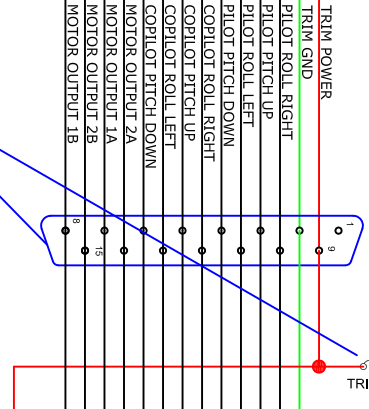 TRIM POWER
TRIM GND
PILOT ROLL RIGHT
PILOT PITCH UP
PILOT ROLL LEFT
PILOT PITCH DOWN
COPILOT ROLL RIGHT
COPILOT PITCH UP
COPILOT ROLL LEFT
COPILOT PITCH DOWN
MOTOR OUTPUT 2A
MOTOR OUTPUT 1A
MOTOR OUTPUT 2B
MOTOR OUTPUT 1B
1
8
9
15
TRI